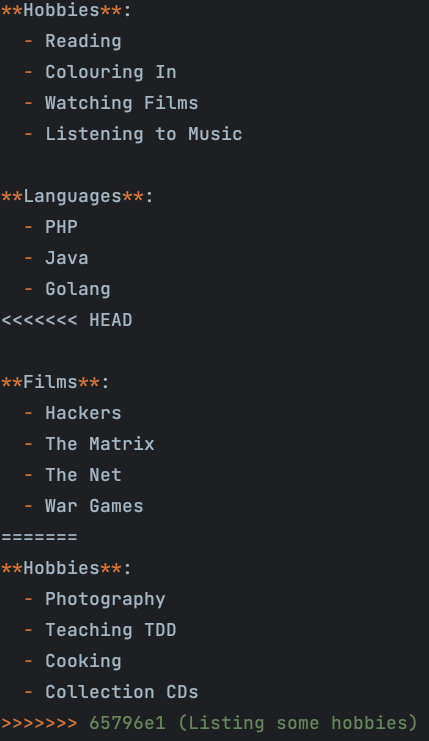 **Hobbies**:
  - Reading
  - Colouring In
  - Watching Films
  - Listening to Music

**Languages**:
  - PHP
  - Java
  - Golang
<<<<<<< HEAD

**Films**:
  - Hackers
  - The Matrix
  - The Net
  - War Games
=======
**Hobbies**:
  - Photography
  - Teaching TDD
  - Cooking
  - Collection CDs
>>>>>>> 65796e1 (Listing some hobbies)